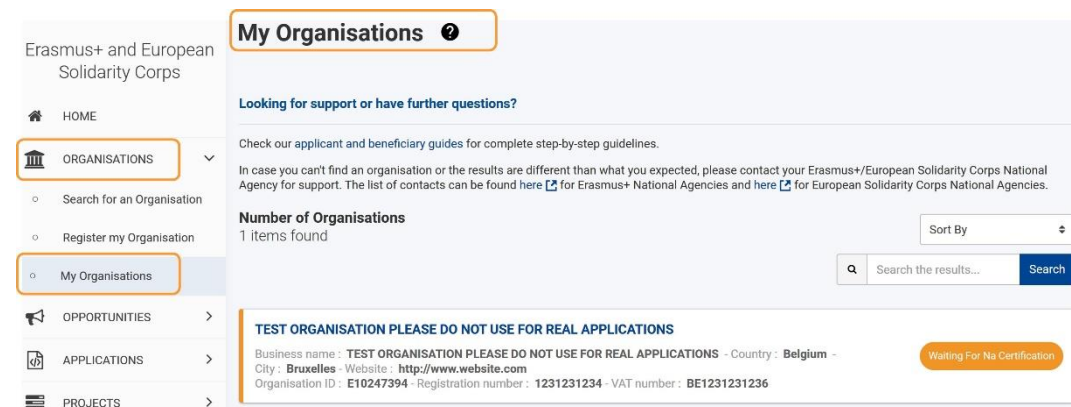 Erasmus+ and European
Solidarity Corps
HOME
ORGANISATIONS
Search for an Organisation
Register my Organisation
My Organisations
OPPORTUNITIES
APPLICATIONS
PROJECTS
My Organisations ?
Looking for support or have further questions?
Check our applicant and beneficiary guides for complete step-by-step guidelines.
In case you can't find an organisation or the results are different than what you expected, please contact your Erasmus+/European Solidarity Corps National
Agency for support. The list of contacts can be found here for Erasmus+ National Agencies and here for European Solidarity Corps National Agencies.
Number of Organisations
1 items found
Sort By
Search the results...
Search
TEST ORGANISATION PLEASE DO NOT USE FOR REAL APPLICATIONS
Business name : TEST ORGANISATION PLEASE DO NOT USE FOR REAL APPLICATIONS - Country : Belgium -
City : Bruxelles - Website : http://www.website.com
Organisation ID : E10247394 - Registration number : 1231231234 - VAT number : BE1231231236
Waiting For Na Certification